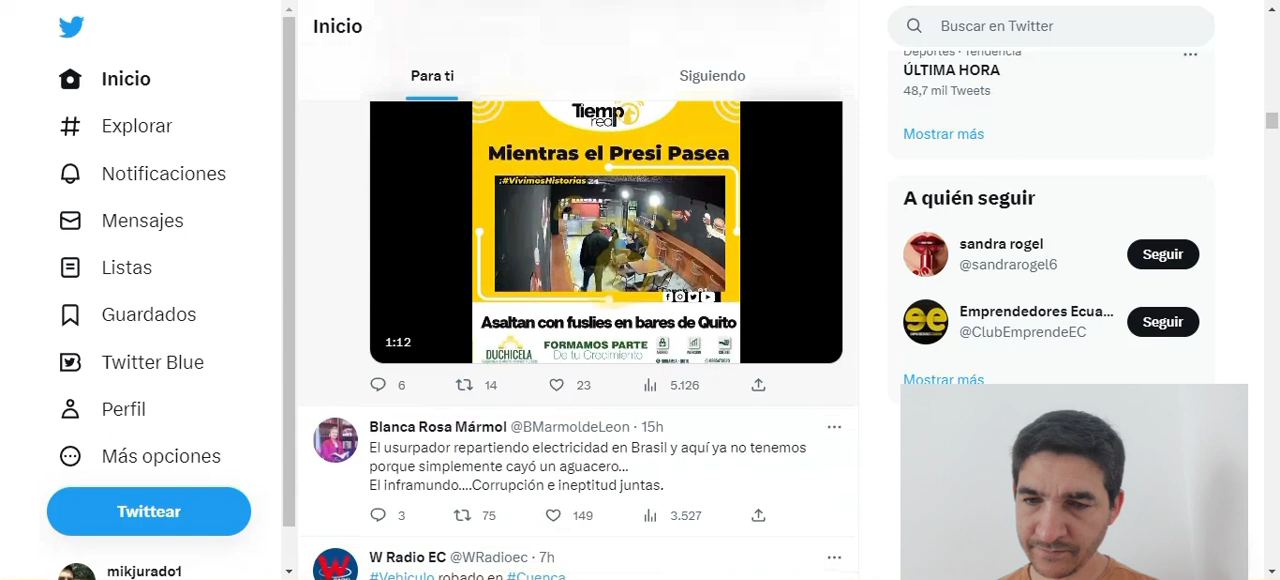 Inicio
Explorar
Notificaciones
Mensajes
Listas
Guardados
Twitter Blue
Perfil
Más opciones
Twittear
mikjurado1
Inicio
Para ti
Siguiendo
Tiemp
real
Mientras el Presi Pasea
#VivimosHistorias
Asaltan con fuslies en bares de Quito
DUCHICELA
FORMAMOS PARTE
De tu Crecimiento
1:12
6 14 23 5.126
Blanca Rosa Mármol @BMarmoldeLeon · 15h
El usurpador repartiendo electricidad en Brasil y aquí ya no tenemos
porque simplemente cayó un aguacero...
El inframundo....Corrupción e ineptitud juntas.
3 75 149 3.527
W Radio EC @WRadioec · 7h
#Vehiculo robado en #Cuenca
Buscar en Twitter
Deportes · Tendencia
ÚLTIMA HORA
48,7 mil Tweets
Mostrar más
A quién seguir
sandra rogel
@sandrarogel6
Seguir
Emprendedores Ecua...
@ClubEmprendeEC
Seguir
Mostrar más